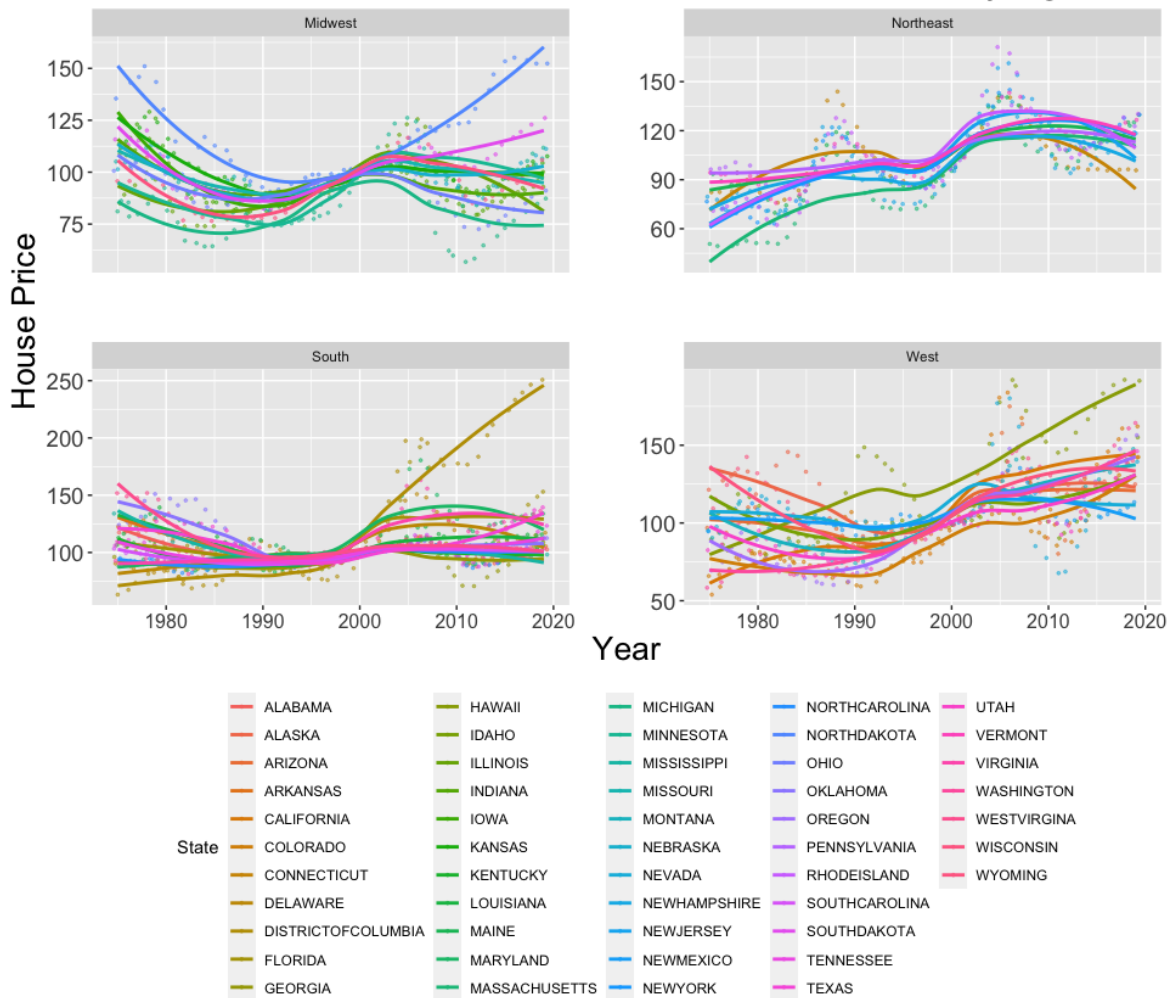 Midwest
Northeast
150
125
100
75
150
120
90
60
House Price
South
West
250
200
150
100
150
100
50
1980 1990 2000 2010 2020
1980 1990 2000 2010 2020
Year
State
ALABAMA
ALASKA
ARIZONA
ARKANSAS
CALIFORNIA
COLORADO
CONNECTICUT
DELAWARE
DISTRICTOFCOLUMBIA
FLORIDA
GEORGIA
HAWAII
IDAHO
ILLINOIS
INDIANA
IOWA
KANSAS
KENTUCKY
LOUISIANA
MAINE
MARYLAND
MASSACHUSETTS
MICHIGAN
MINNESOTA
MISSISSIPPI
MISSOURI
MONTANA
NEBRASKA
NEVADA
NEWHAMPSHIRE
NEWJERSEY
NEWMEXICO
NEWYORK
NORTHCAROLINA
NORTHDAKOTA
OHIO
OKLAHOMA
OREGON
PENNSYLVANIA
RHODEISLAND
SOUTHCAROLINA
SOUTHDAKOTA
TENNESSEE
TEXAS
UTAH
VERMONT
VIRGINIA
WASHINGTON
WESTVIRGINA
WISCONSIN
WYOMING